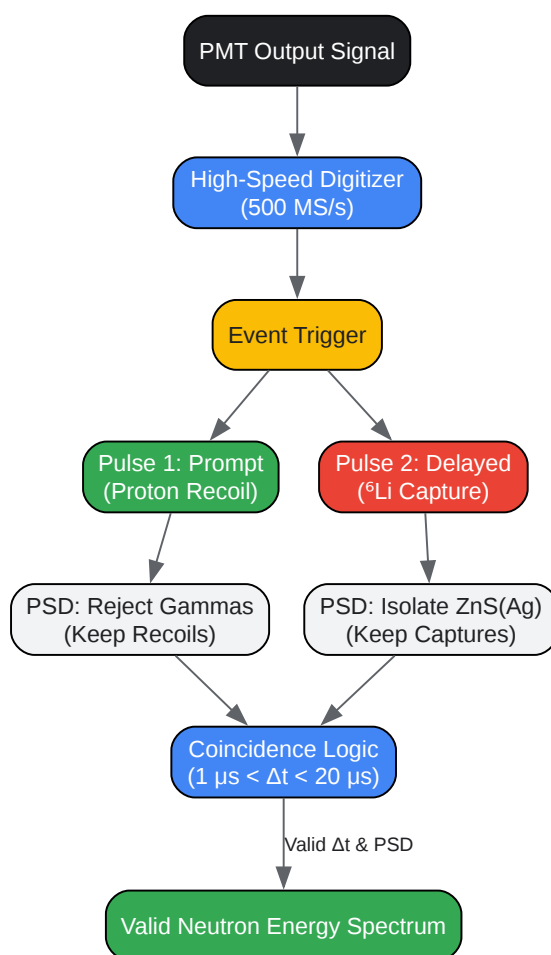 PMT Output Signal
High-Speed Digitizer
(500 MS/s)
Event Trigger
Pulse 1: Prompt
(Proton Recoil)
Pulse 2: Delayed
(⁶Li Capture)
PSD: Reject Gammas
(Keep Recoils)
PSD: Isolate ZnS(Ag)
(Keep Captures)
Coincidence Logic
(1 μs < Δt < 20 μs)
Valid Δt & PSD
Valid Neutron Energy Spectrum